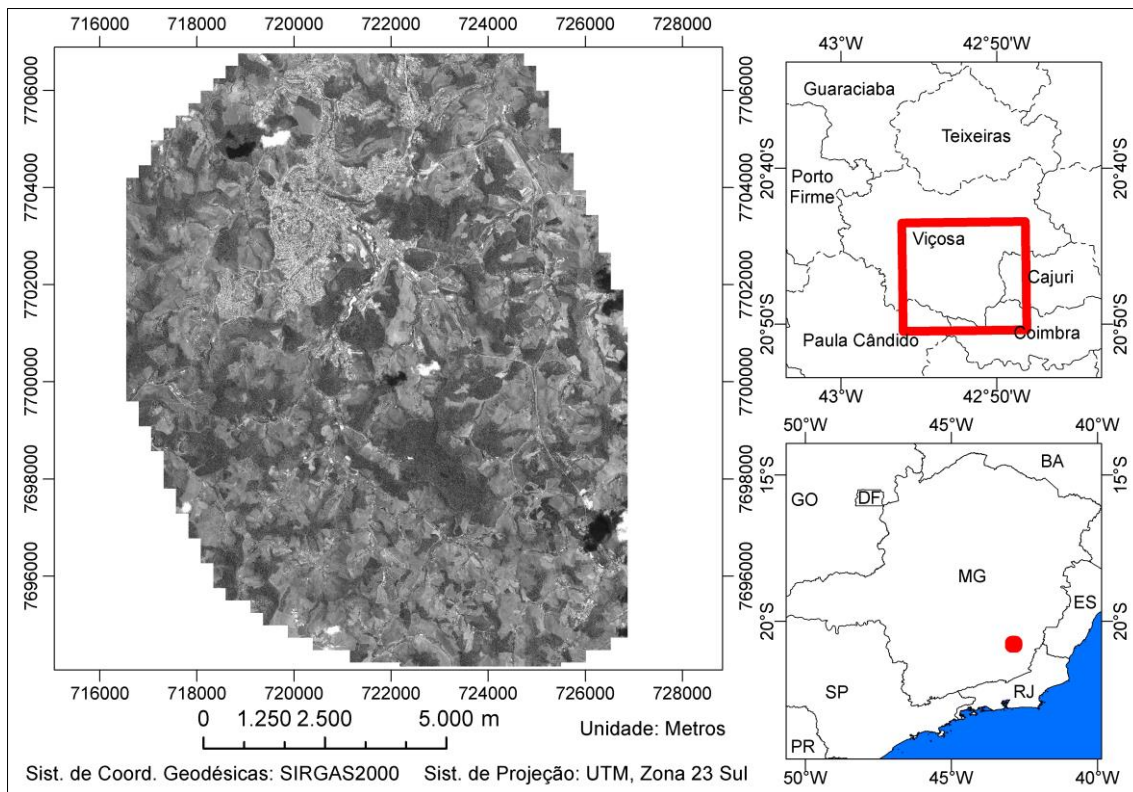 716000 718000 720000 722000 724000 726000 728000
7706000 7706000
7704000 7704000
7702000 7702000
7700000 7700000
7698000 7698000
7696000 7696000
716000 718000 720000 722000 724000 726000 728000
0 1.250 2.500 5.000 m
Unidade: Metros
Sist. de Coord. Geodésicas: SIRGAS2000 Sist. de Projeção: UTM, Zona 23 Sul
43°W 42°50'W
Guaraciaba
Teixeiras
20°40'S 20°40'S
Porto
Firme
Viçosa
Cajuri
20°50'S 20°50'S
Paula Cândido Coimbra
43°W 42°50'W
50°W 45°W 40°W
BA
15°S 15°S
GO DF
MG
ES
20°S 20°S
SP RJ
PR
50°W 45°W 40°W